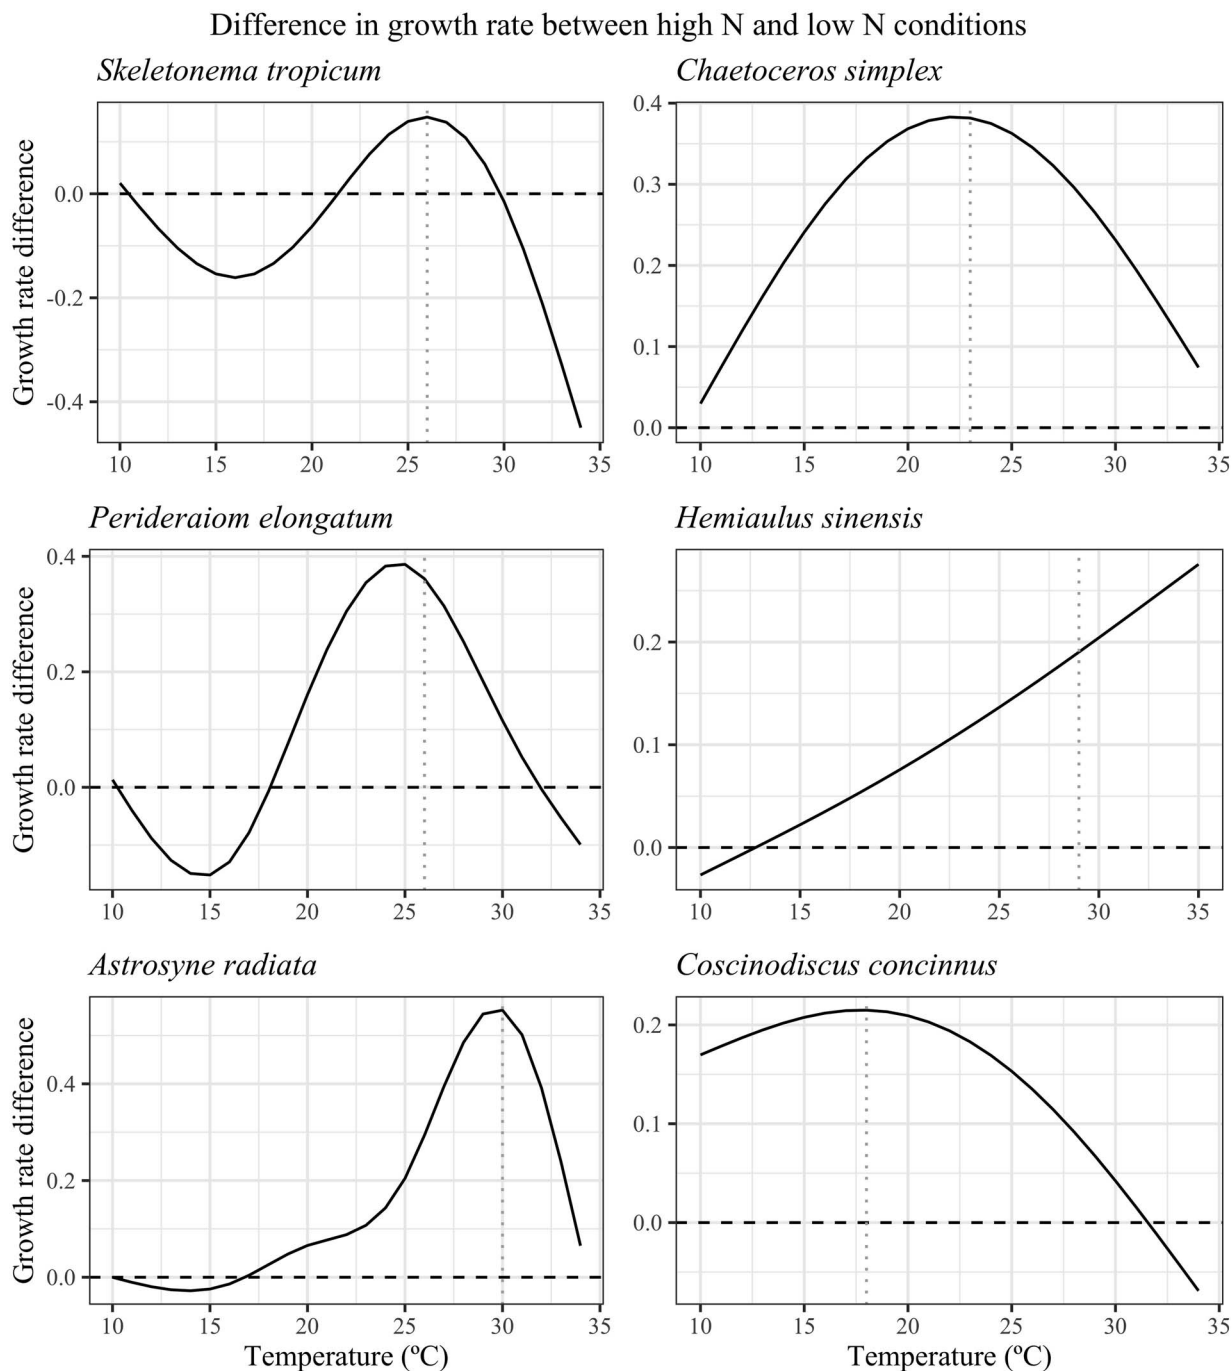 Difference in growth rate between high N and low N conditions
Skeletonema tropicum
Chaetoceros simplex
Growth rate difference
0.0
-0.2
-0.4
10 15 20 25 30 35
0.4
0.3
0.2
0.1
0.0
10 15 20 25 30 35
Perideraiom elongatum
Hemiaulus sinensis
Growth rate difference
0.4
0.2
0.0
10 15 20 25 30 35
0.2
0.1
0.0
10 15 20 25 30 35
Astrosyne radiata
Coscinodiscus concinnus
Growth rate difference
0.4
0.2
0.0
10 15 20 25 30 35
Temperature (ºC)
0.2
0.1
0.0
10 15 20 25 30 35
Temperature (ºC)